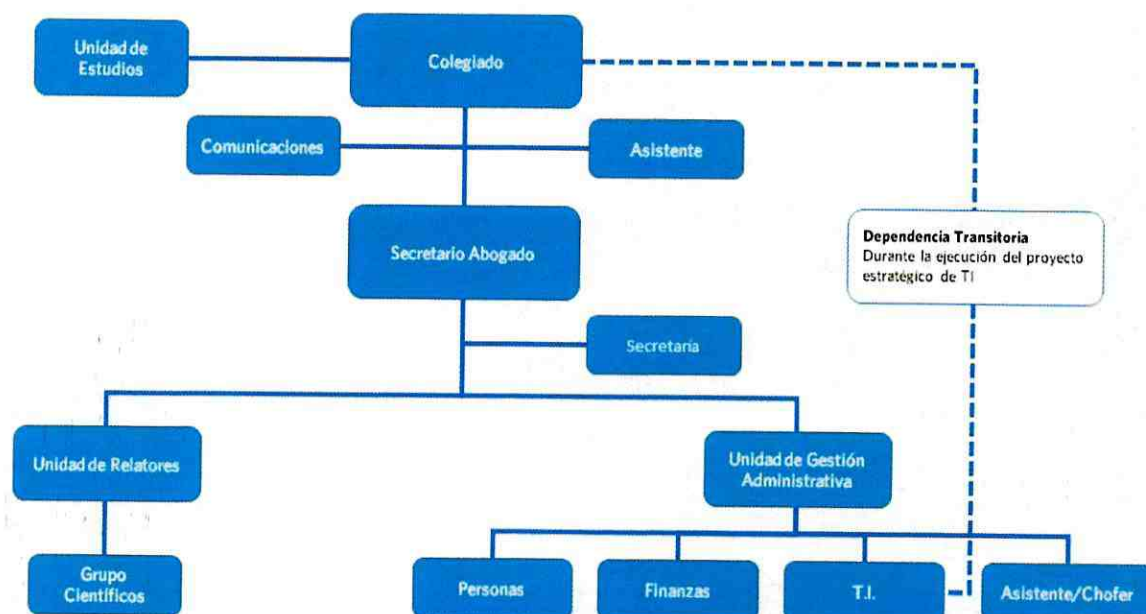 Unidad de
Estudios
Colegiado
Comunicaciones
Asistente
Secretario Abogado
Dependencia Transitoria
Durante la ejecución del proyecto
estratégico de TI
Secretaría
Unidad de Relatores
Unidad de Gestión
Administrativa
Grupo
Científicos
Personas
Finanzas
T.I.
Asistente/Chofer